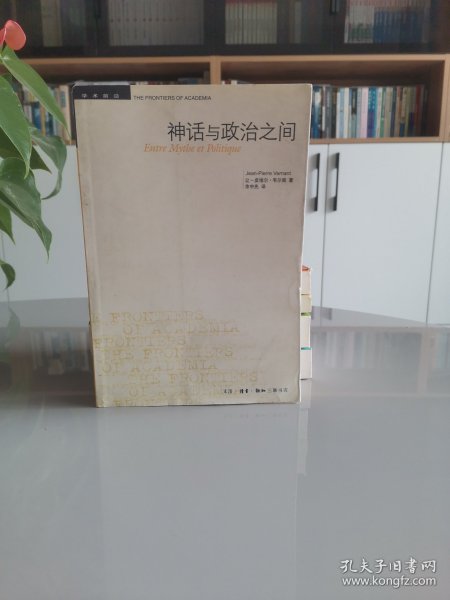 学术前沿 THE FRONTIERS OF ACADEMIA
神话与政治之间
Entre Mythe et Politique
Jean-Pierre Vernant
让-皮埃尔·韦尔南 著
余中先 译
E FRONTIERS
OF ACADEMIA
FRONTIERS
THE FRONTIERS
OF ACADEMIA
THE FRONTIERS
OF A
生活·读书·新知三联书店
孔夫子旧书网
www.kongfz.com